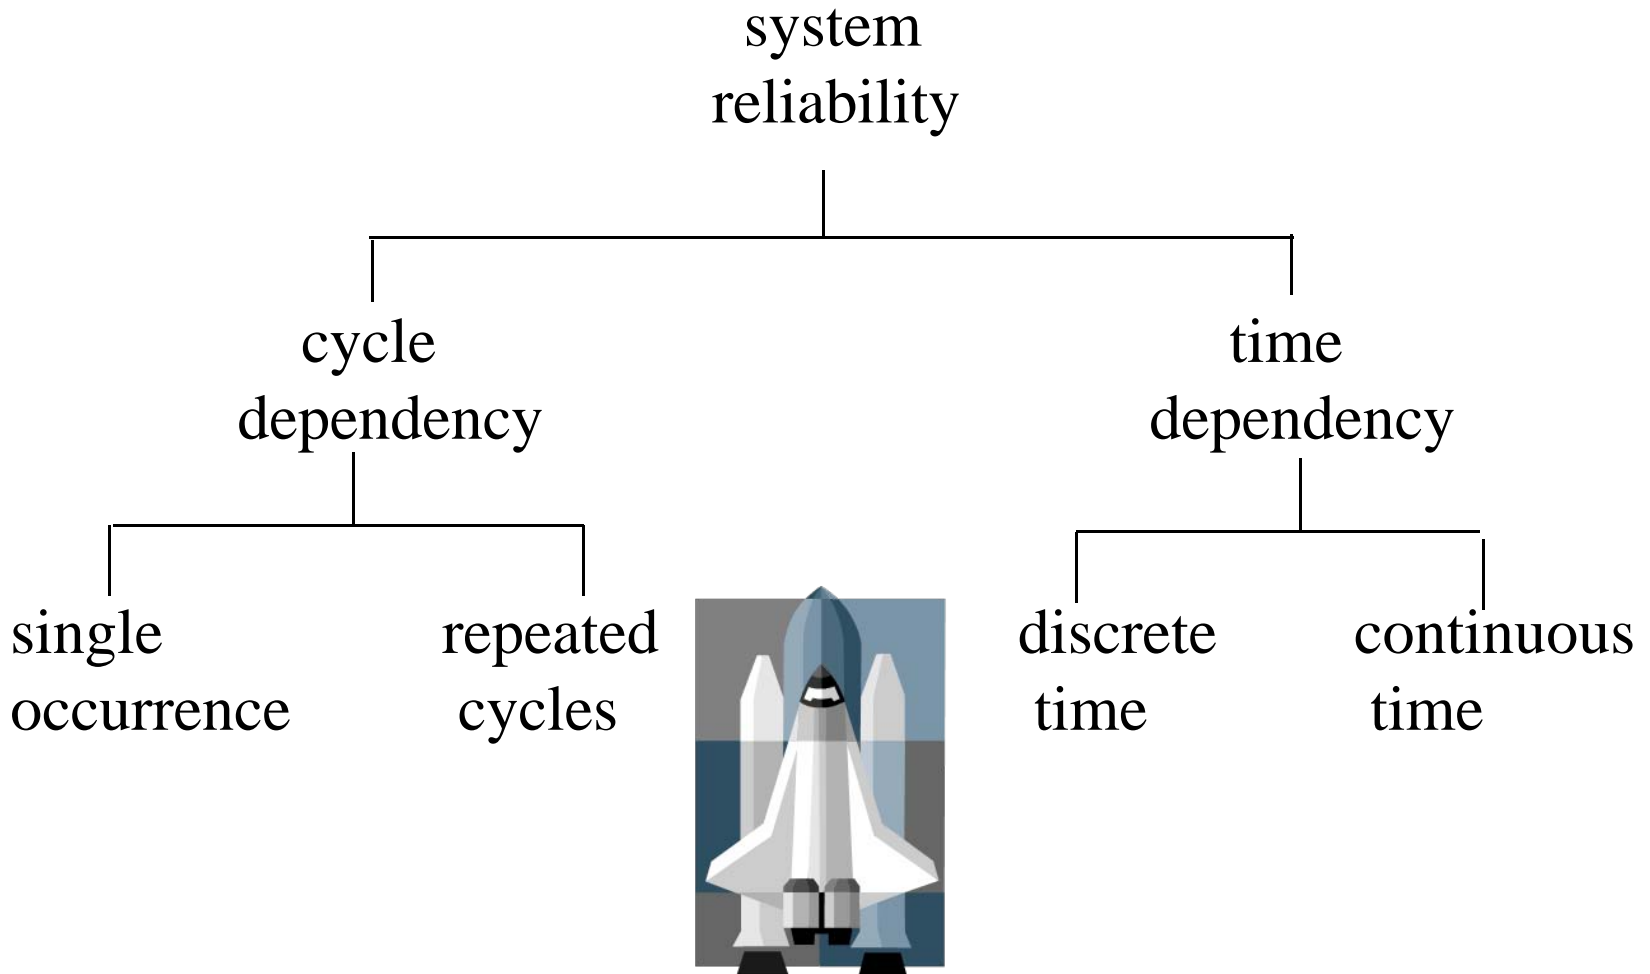 system
reliability
cycle
dependency
time
dependency
single
occurrence
repeated
cycles
discrete
time
continuous
time